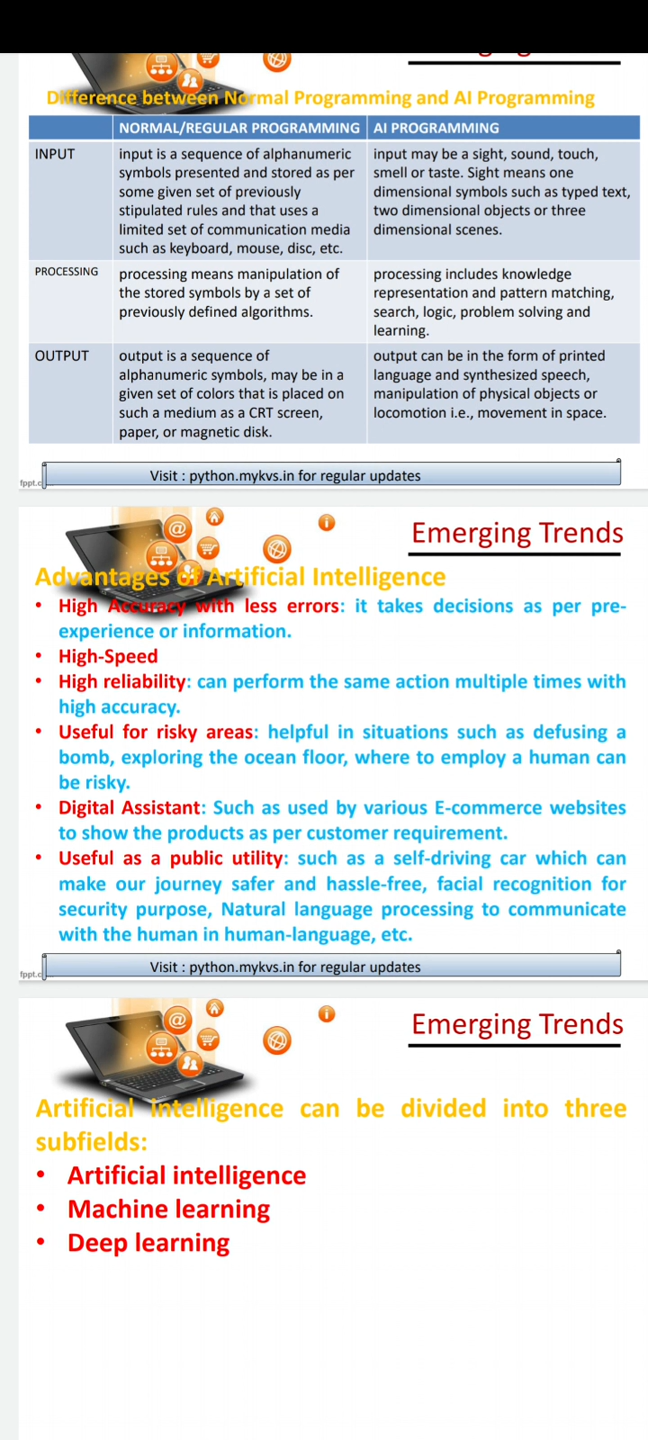 Difference between Normal Programming and AI Programming
NORMAL/REGULAR PROGRAMMING AI PROGRAMMING
INPUT
input is a sequence of alphanumeric
symbols presented and stored as per
some given set of previously
stipulated rules and that uses a
limited set of communication media
such as keyboard, mouse, disc, etc.
input may be a sight, sound, touch,
smell or taste. Sight means one
dimensional symbols such as typed text,
two dimensional objects or three
dimensional scenes.
PROCESSING
processing means manipulation of
the stored symbols by a set of
previously defined algorithms.
processing includes knowledge
representation and pattern matching,
search, logic, problem solving and
learning.
OUTPUT
output is a sequence of
alphanumeric symbols, may be in a
given set of colors that is placed on
such a medium as a CRT screen,
paper, or magnetic disk.
output can be in the form of printed
language and synthesized speech,
manipulation of physical objects or
locomotion i.e., movement in space.
Visit : python.mykvs.in for regular updates
fppt.c
Emerging Trends
Advantages of Artificial Intelligence
• High Accuracy with less errors: it takes decisions as per pre-
experience or information.
• High-Speed
• High reliability: can perform the same action multiple times with
high accuracy.
• Useful for risky areas: helpful in situations such as defusing a
bomb, exploring the ocean floor, where to employ a human can
be risky.
• Digital Assistant: Such as used by various E-commerce websites
to show the products as per customer requirement.
• Useful as a public utility: such as a self-driving car which can
make our journey safer and hassle-free, facial recognition for
security purpose, Natural language processing to communicate
with the human in human-language, etc.
Visit : python.mykvs.in for regular updates
fppt.c
Emerging Trends
Artificial Intelligence can be divided into three
subfields:
• Artificial intelligence
• Machine learning
• Deep learning